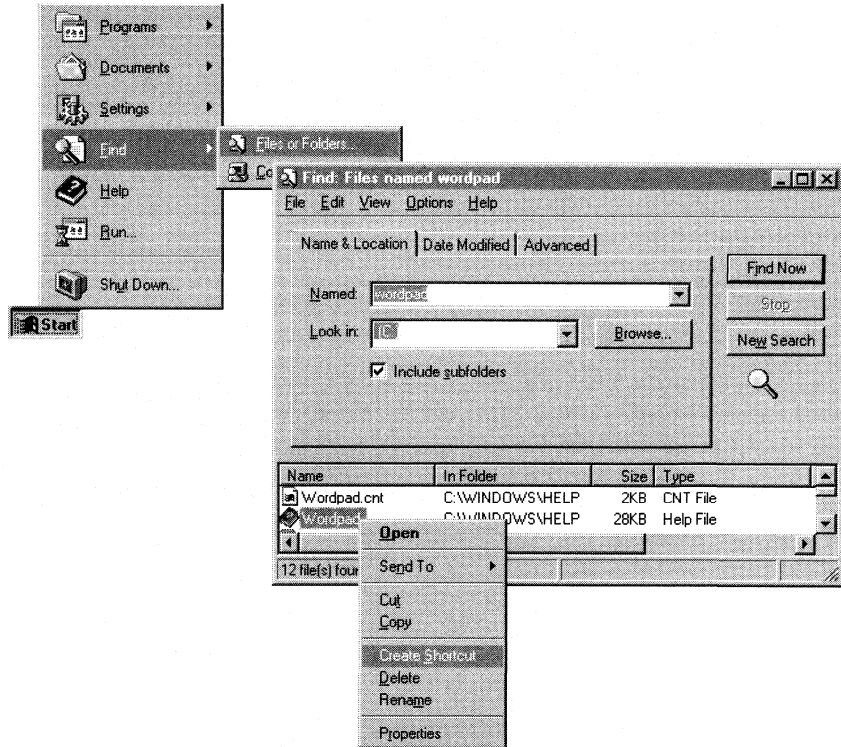 Programs
Documents
Settings
Find
Help
Run...
Shut Down...
Start
Files or Folders...
Find: Files named wordpad
File Edit View Options Help
Name & Location Date Modified Advanced
Named: wordpad
Look in:
Browse...
Include subfolders
Find Now
Stop
New Search
Name In Folder Size Type
Wordpad.cnt C:\WINDOWS\HELP 2KB CNT File
Wordpad C:\WINDOWS\HELP 28KB Help File
12 file(s) four
Open
Send To
Cut
Copy
Create Shortcut
Delete
Rename
Properties